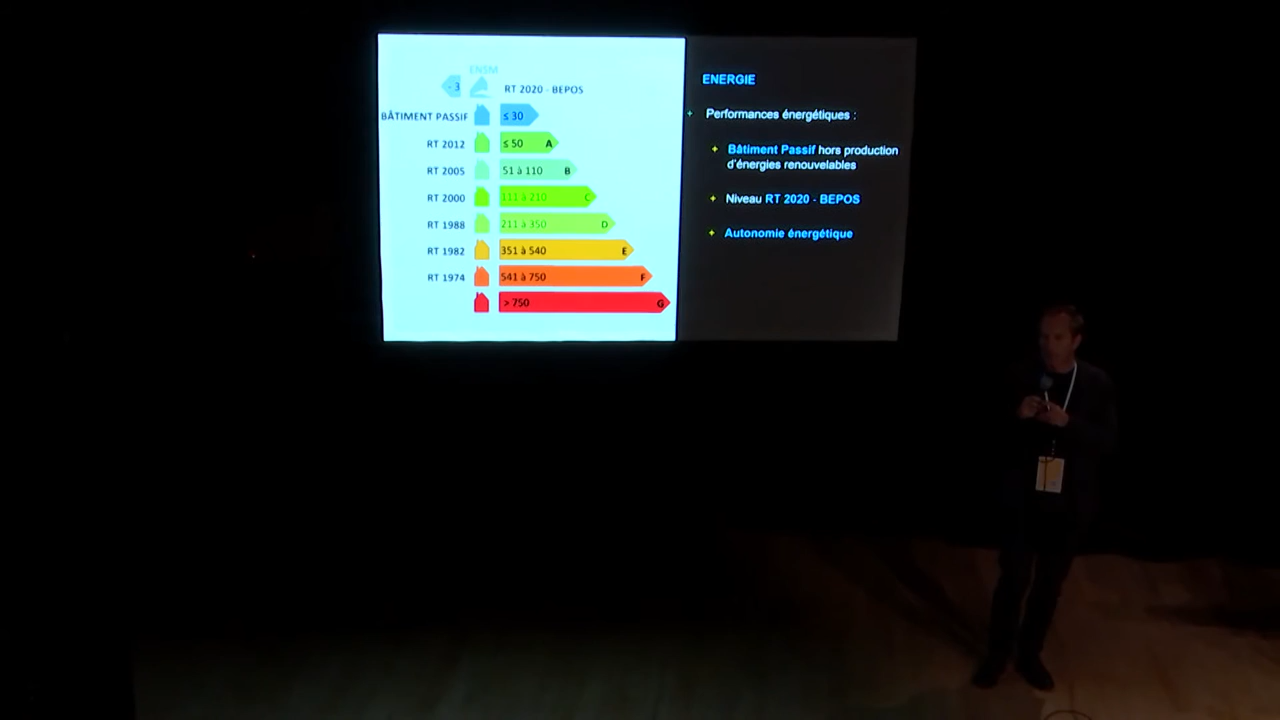 ENSM
- 3
RT 2020 - BEPOS
BÂTIMENT PASSIF ≤ 30
RT 2012 ≤ 50 A
RT 2005 51 à 110 B
RT 2000 111 à 210 C
RT 1988 211 à 350 D
RT 1982 351 à 540 E
RT 1974 541 à 750 F
> 750 G
ENERGIE
+ Performances énergétiques :
+ Bâtiment Passif hors production
d'énergies renouvelables
+ Niveau RT 2020 - BEPOS
+ Autonomie énergétique